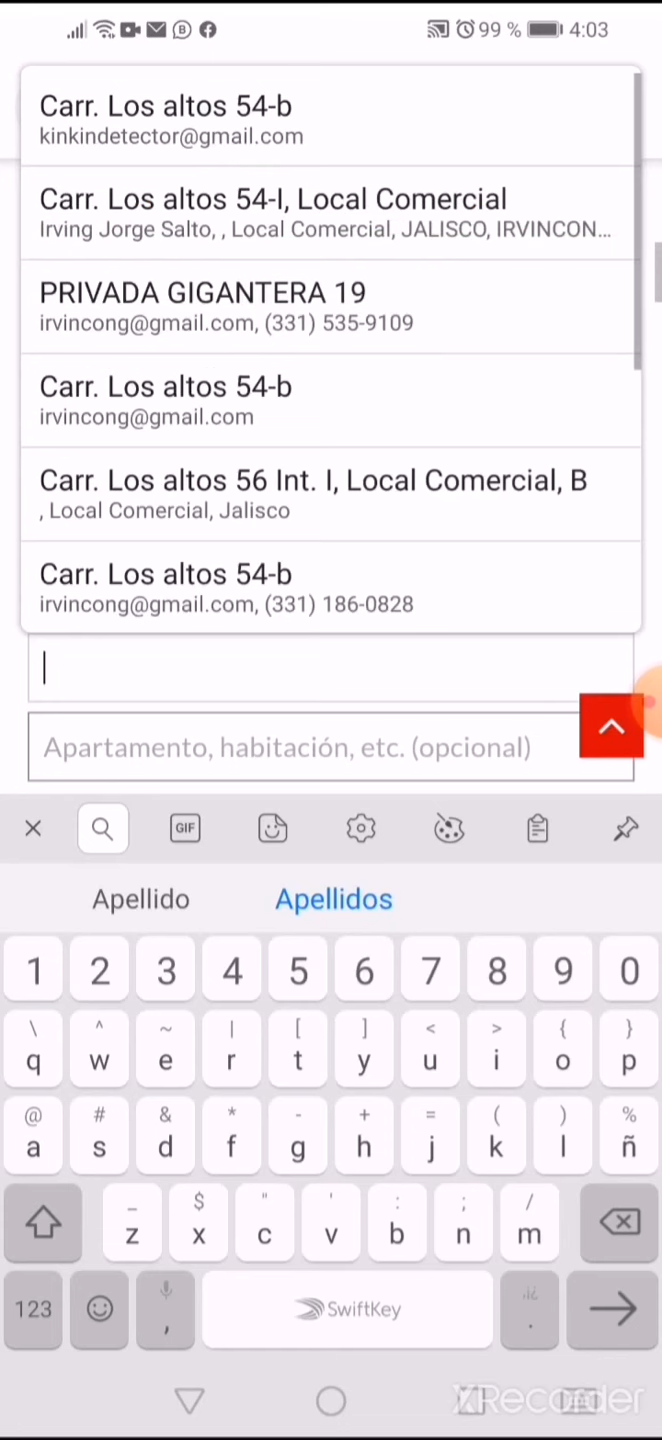 99 % 4:03
Carr. Los altos 54-b
kinkindetector@gmail.com
Carr. Los altos 54-I, Local Comercial
Irving Jorge Salto, , Local Comercial, JALISCO, IRVINCON...
PRIVADA GIGANTERA 19
irvincong@gmail.com, (331) 535-9109
Carr. Los altos 54-b
irvincong@gmail.com
Carr. Los altos 56 Int. I, Local Comercial, B
, Local Comercial, Jalisco
Carr. Los altos 54-b
irvincong@gmail.com, (331) 186-0828
Apartamento, habitación, etc. (opcional)
GIF
Apellido Apellidos
1 2 3 4 5 6 7 8 9 0
\ ^ ~ | [ ] < > { }
q w e r t y u i o p
@ # & * - + = ( ) %
a s d f g h j k l ñ
_ $ " ' : ; /
z x c v b n m
123 , SwiftKey .
XRecorder